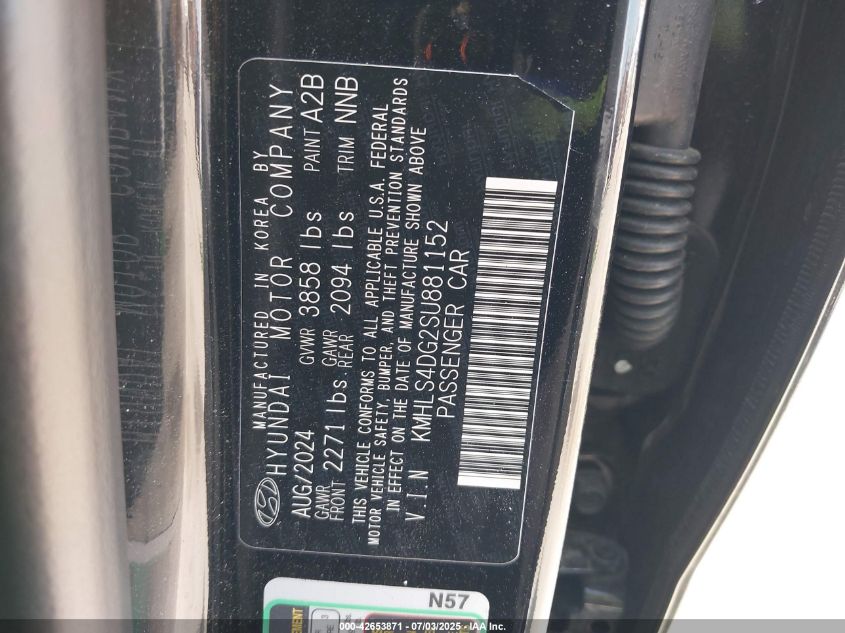 MANUFACTURED IN KOREA BY
HYUNDAI MOTOR COMPANY
AUG/2024 GVWR 3858 lbs PAINT A2B
GAWR FRONT 2271 lbs GAWR REAR 2094 lbs TRIM NNB
THIS VEHICLE CONFORMS TO ALL APPLICABLE U.S.A. FEDERAL
MOTOR VEHICLE SAFETY, BUMPER, AND THEFT PREVENTION STANDARDS
IN EFFECT ON THE DATE OF MANUFACTURE SHOWN ABOVE
V I N KMHLS4DG2SU881152
PASSENGER CAR
N57
000-42653871 - 07/03/2025 - IAA Inc.